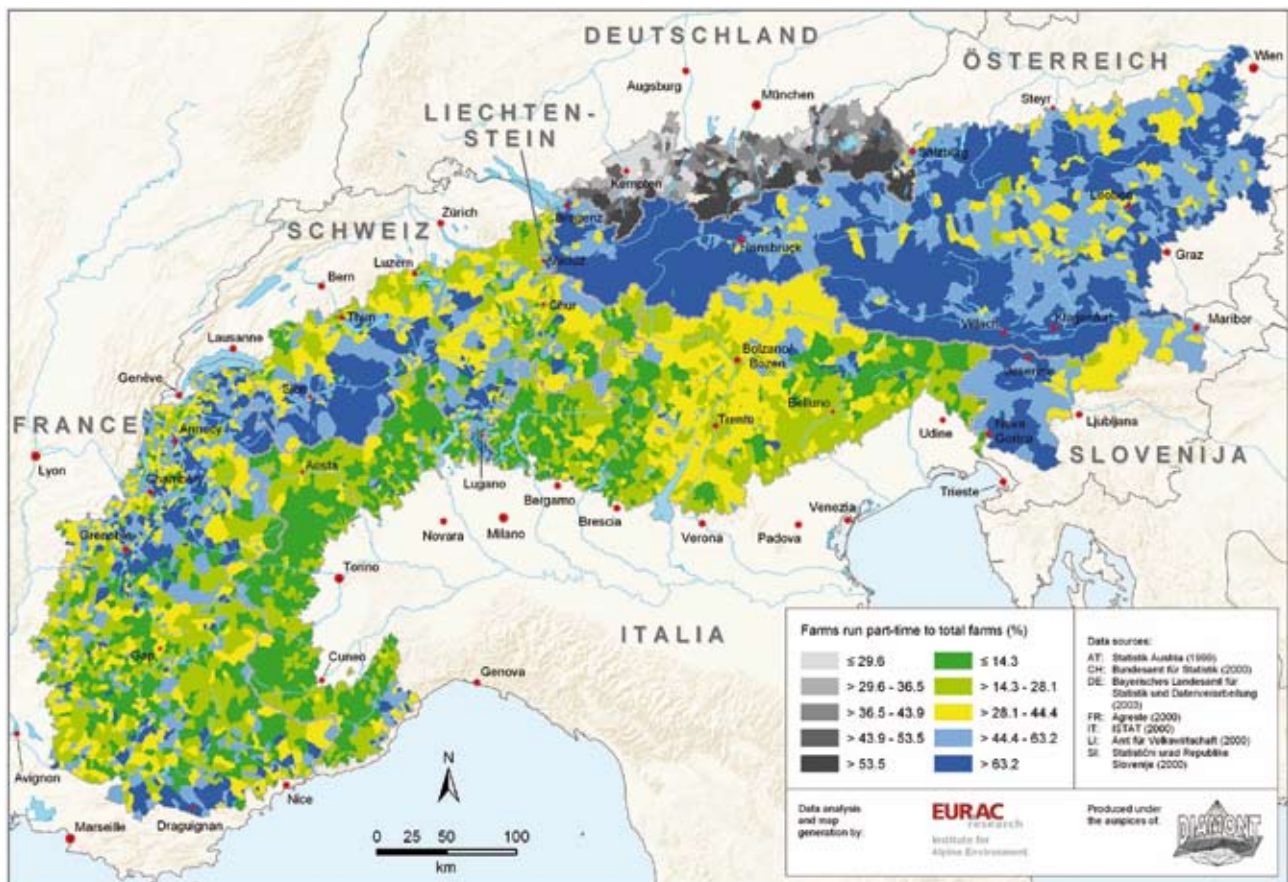 DEUTSCHLAND
ÖSTERREICH
Wien
Augsburg
München
Steyr
LIECHTEN-
STEIN
Salzburg
Kempten
Zürich
Bregenz
Leoben
SCHWEIZ
Innsbruck
Luzern
Vaduz
Graz
Bern
Chur
Thun
Villach
Klagenfurt
Maribor
Lausanne
Bolzano/
Bozen
Jesenice
Genève
Sion
Belluno
FRANCE
Annecy
Trento
Udine
Nova
Gorica
Ljubljana
Lyon
Aosta
SLOVENIJA
Chambéry
Lugano
Bergamo
Trieste
Brescia
Venezia
Grenoble
Novara
Milano
Verona
Padova
Torino
ITALIA
Gap
Cuneo
Genova
Avignon
Nice
Marseille
Draguignan
N
0 50 100
km
Farms run part-time to total farms (%)
≤ 29.6
≤ 14.3
> 29.6 - 36.5
> 14.3 - 28.1
> 36.5 - 43.9
> 28.1 - 44.4
> 43.9 - 53.5
> 44.4 - 63.2
> 53.5
> 63.2
Data sources:
AT: Statistik Austria (1999)
CH: Bundesamt für Statistik (2000)
DE: Bayerisches Landesamt für
Statistik und Datenverarbeitung
(2003)
FR: Agreste (2000)
IT: ISTAT (2000)
LI: Amt für Volkswirtschaft (2000)
SI: Statistični urad Republike
Slovenije (2000)
Data analysis
and map
generation by:
EURAC
research
Institute for
Alpine Environment
Produced under
the auspices of:
DIAMONT